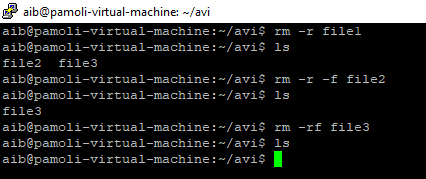 aib@pamoli-virtual-machine: ~/avi
aib@pamoli-virtual-machine:~/avi$ rm -r file1
aib@pamoli-virtual-machine:~/avi$ ls
file2  file3
aib@pamoli-virtual-machine:~/avi$ rm -r -f file2
aib@pamoli-virtual-machine:~/avi$ ls
file3
aib@pamoli-virtual-machine:~/avi$ rm -rf file3
aib@pamoli-virtual-machine:~/avi$ ls
aib@pamoli-virtual-machine:~/avi$